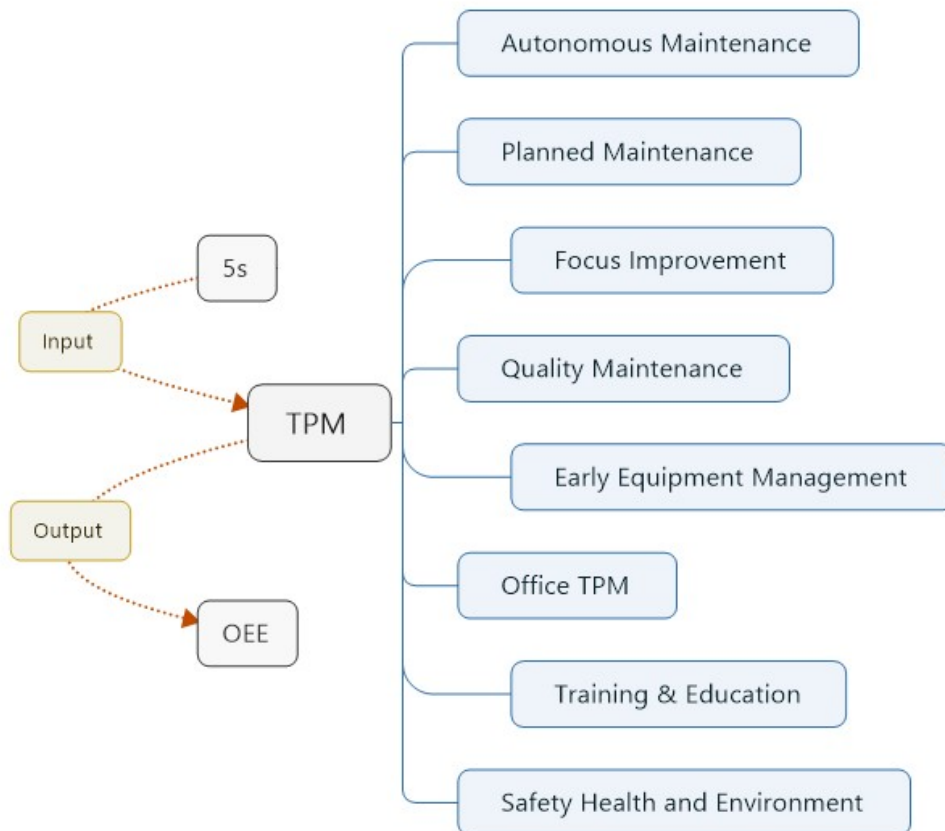 Autonomous Maintenance
Planned Maintenance
5s
Focus Improvement
Input
Quality Maintenance
TPM
Early Equipment Management
Output
Office TPM
OEE
Training & Education
Safety Health and Environment